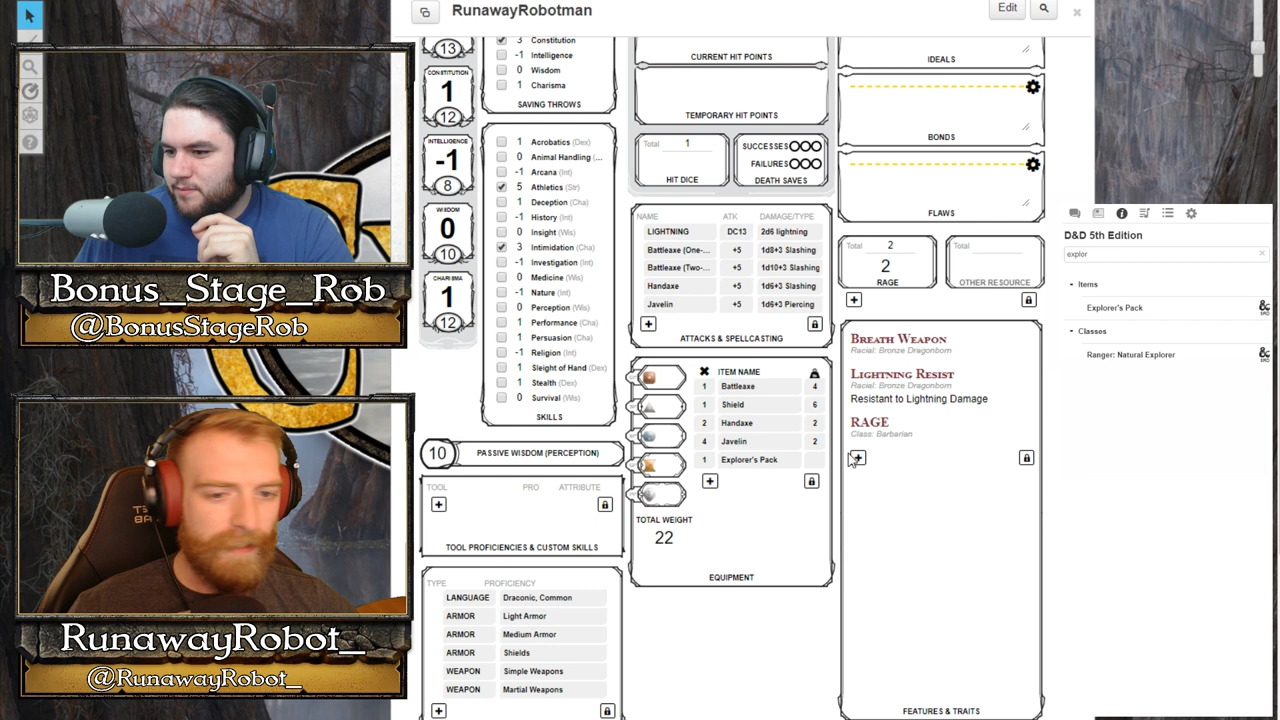 RunawayRobotman
Edit
13
CONSTITUTION
1
12
INTELLIGENCE
-1
8
WISDOM
0
10
CHARISMA
1
12
3 Constitution
-1 Intelligence
0 Wisdom
1 Charisma
SAVING THROWS
1 Acrobatics (Dex)
0 Animal Handling (...
-1 Arcana (Int)
5 Athletics (Str)
1 Deception (Cha)
-1 History (Int)
0 Insight (Wis)
3 Intimidation (Cha)
-1 Investigation (Int)
0 Medicine (Wis)
-1 Nature (Int)
0 Perception (Wis)
1 Performance (Cha)
1 Persuasion (Cha)
-1 Religion (Int)
1 Sleight of Hand (Dex)
1 Stealth (Dex)
0 Survival (Wis)
SKILLS
10 PASSIVE WISDOM (PERCEPTION)
TOOL PRO ATTRIBUTE
TOOL PROFICIENCIES & CUSTOM SKILLS
TYPE PROFICIENCY
LANGUAGE Draconic, Common
ARMOR Light Armor
ARMOR Medium Armor
ARMOR Shields
WEAPON Simple Weapons
WEAPON Martial Weapons
CURRENT HIT POINTS
TEMPORARY HIT POINTS
Total 1
HIT DICE
SUCCESSES
FAILURES
DEATH SAVES
NAME ATK DAMAGE/TYPE
LIGHTNING DC13 2d6 lightning
Battleaxe (One-... +5 1d8+3 Slashing
Battleaxe (Two-... +5 1d10+3 Slashing
Handaxe +5 1d6+3 Slashing
Javelin +5 1d6+3 Piercing
ATTACKS & SPELLCASTING
ITEM NAME
1 Battleaxe 4
1 Shield 6
2 Handaxe 2
4 Javelin 2
1 Explorer's Pack
TOTAL WEIGHT
22
EQUIPMENT
IDEALS
BONDS
FLAWS
Total 2
2
RAGE
Total
OTHER RESOURCE
BREATH WEAPON
Racial: Bronze Dragonborn
LIGHTNING RESIST
Racial: Bronze Dragonborn
Resistant to Lightning Damage
RAGE
Class: Barbarian
FEATURES & TRAITS
D&D 5th Edition
explor
Items
Explorer's Pack
Classes
Ranger: Natural Explorer
Bonus_Stage_Rob
@BonusStageRob
RunawayRobot_
@RunawayRobot_